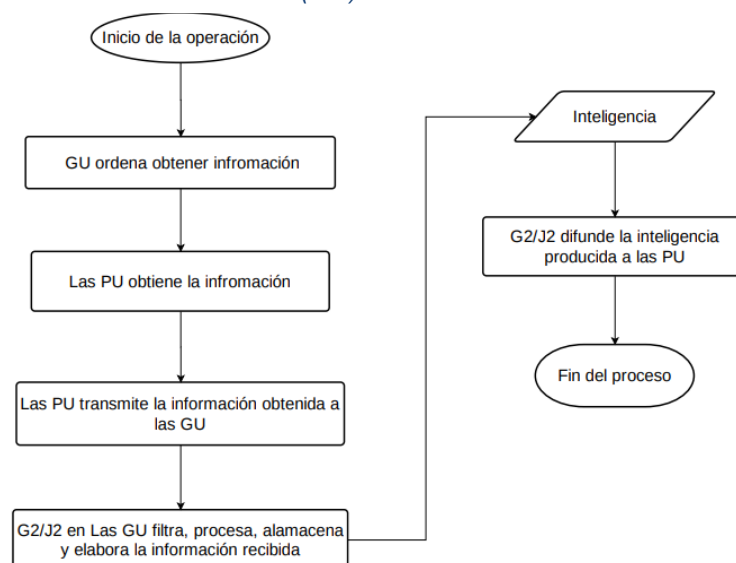 Inicio de la operación
GU ordena obtener infromación
Las PU obtiene la infromación
Las PU transmite la información obtenida a
las GU
G2/J2 en Las GU filtra, procesa, alamacena
y elabora la información recibida
Inteligencia
G2/J2 difunde la inteligencia
producida a las PU
Fin del proceso